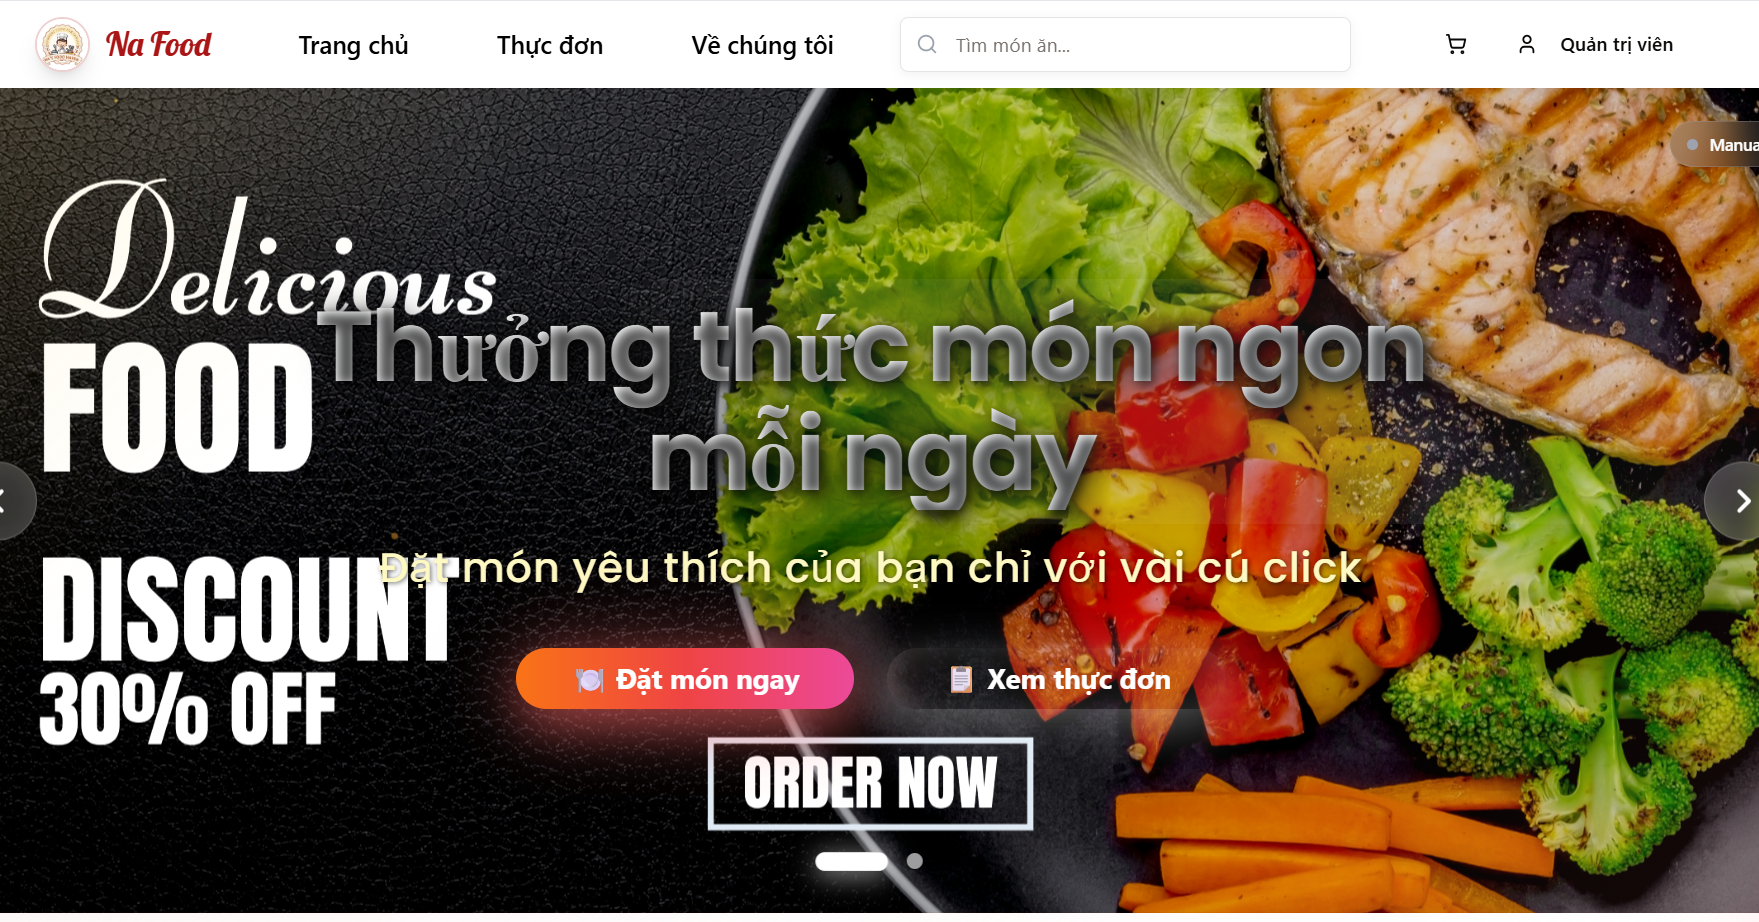 Na Food
Trang chủ
Thực đơn
Về chúng tôi
Tìm món ăn...
Quản trị viên
Delicious
FOOD
DISCOUNT
30% OFF
Thưởng thức món ngon
mỗi ngày
Đặt món yêu thích của bạn chỉ với vài cú click
Đặt món ngay
Xem thực đơn
ORDER NOW